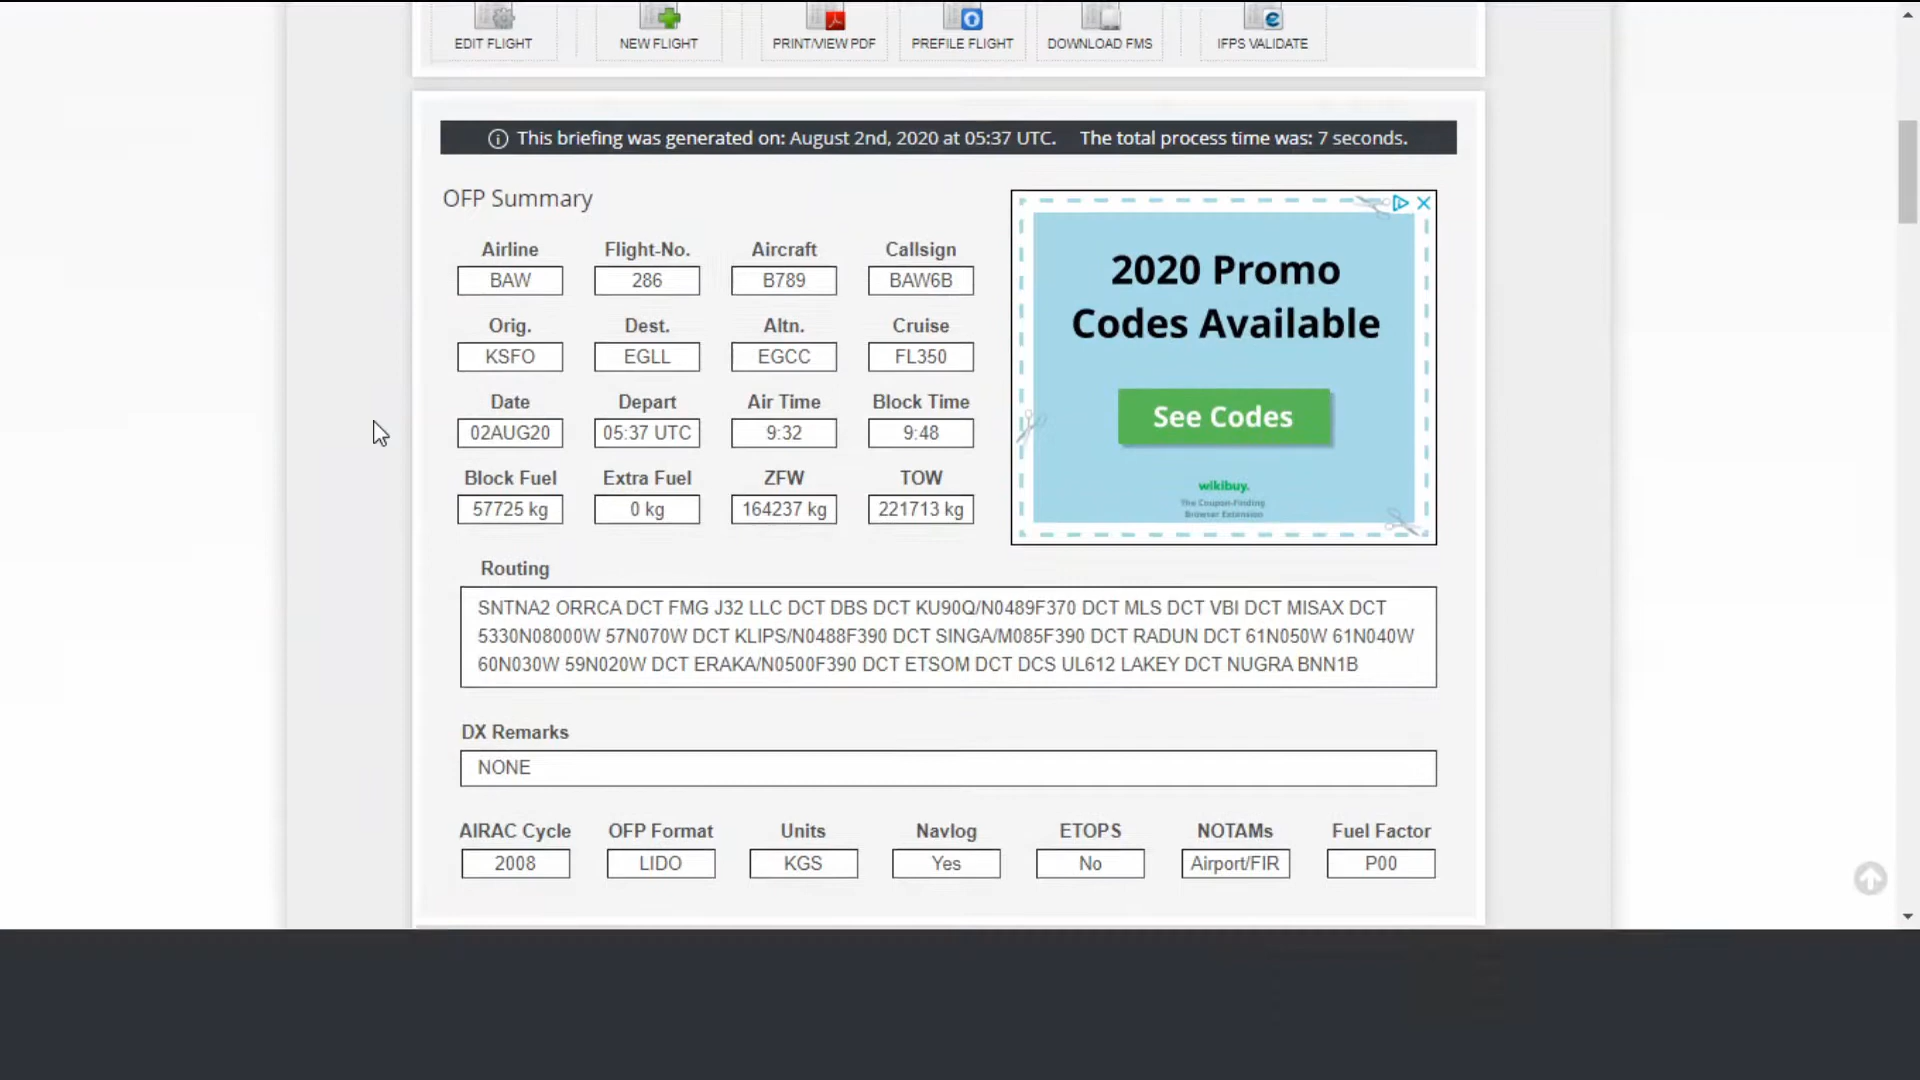 EDIT FLIGHT NEW FLIGHT PRINT/VIEW PDF PREFILE FLIGHT DOWNLOAD FMS IFPS VALIDATE
This briefing was generated on: August 2nd, 2020 at 05:37 UTC. The total process time was: 7 seconds.
OFP Summary
Airline Flight-No. Aircraft Callsign
BAW 286 B789 BAW6B
Orig. Dest. Altn. Cruise
KSFO EGLL EGCC FL350
Date Depart Air Time Block Time
02AUG20 05:37 UTC 9:32 9:48
Block Fuel Extra Fuel ZFW TOW
57725 kg 0 kg 164237 kg 221713 kg
2020 Promo
Codes Available
See Codes
wikibuy.
The Coupon-Finding
Browser Extension
Routing
SNTNA2 ORRCA DCT FMG J32 LLC DCT DBS DCT KU90Q/N0489F370 DCT MLS DCT VBI DCT MISAX DCT
5330N08000W 57N070W DCT KLIPS/N0488F390 DCT SINGA/M085F390 DCT RADUN DCT 61N050W 61N040W
60N030W 59N020W DCT ERAKA/N0500F390 DCT ETSOM DCT DCS UL612 LAKEY DCT NUGRA BNN1B
DX Remarks
NONE
AIRAC Cycle OFP Format Units Navlog ETOPS NOTAMs Fuel Factor
2008 LIDO KGS Yes No Airport/FIR P00